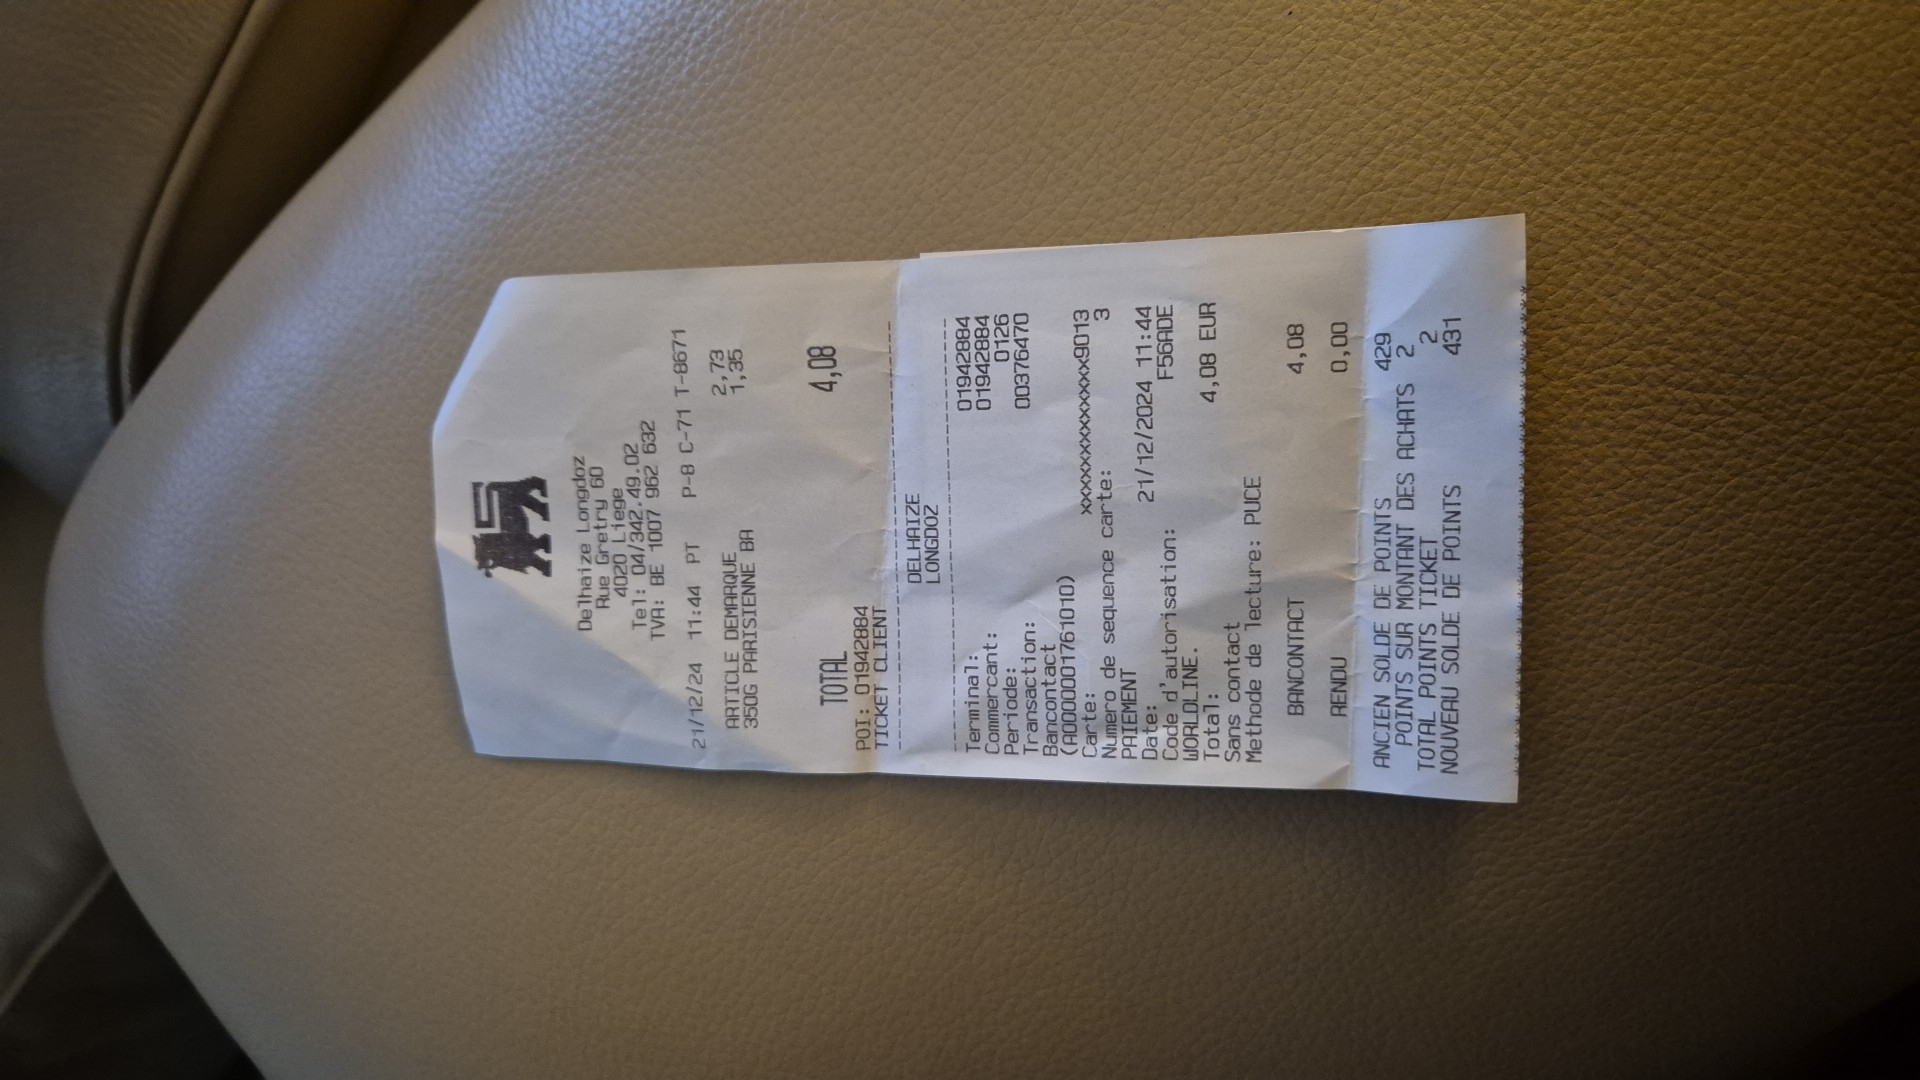 Delhaize Longdoz
Rue Gretry 60
4020 Liege
Tel: 04/342.49.02
TVA: BE 1007 962 632
21/12/24 11:44 PT P-8 C-71 T-8671
ARTICLE DEMARQUE 2,73
350G PARISIENNE BA 1,35
TOTAL 4,08
POI: 01942884
TICKET CLIENT
--------------------------------
DELHAIZE
LONGDOZ
--------------------------------
Terminal: 01942884
Commercant: 01942884
Periode: 0126
Transaction: 00376470
Bancontact
(A0000001761010)
Carte: xxxxxxxxxxxxxxx9013
Numero de sequence carte: 3
PAIEMENT
Date: 21/12/2024 11:44
Code d'autorisation: F56ADE
WORLDLINE.
Total: 4,08 EUR
Sans contact
Methode de lecture: PUCE
BANCONTACT 4,08
RENDU 0,00
ANCIEN SOLDE DE POINTS 429
POINTS SUR MONTANT DES ACHATS 2
TOTAL POINTS TICKET 2
NOUVEAU SOLDE DE POINTS 431